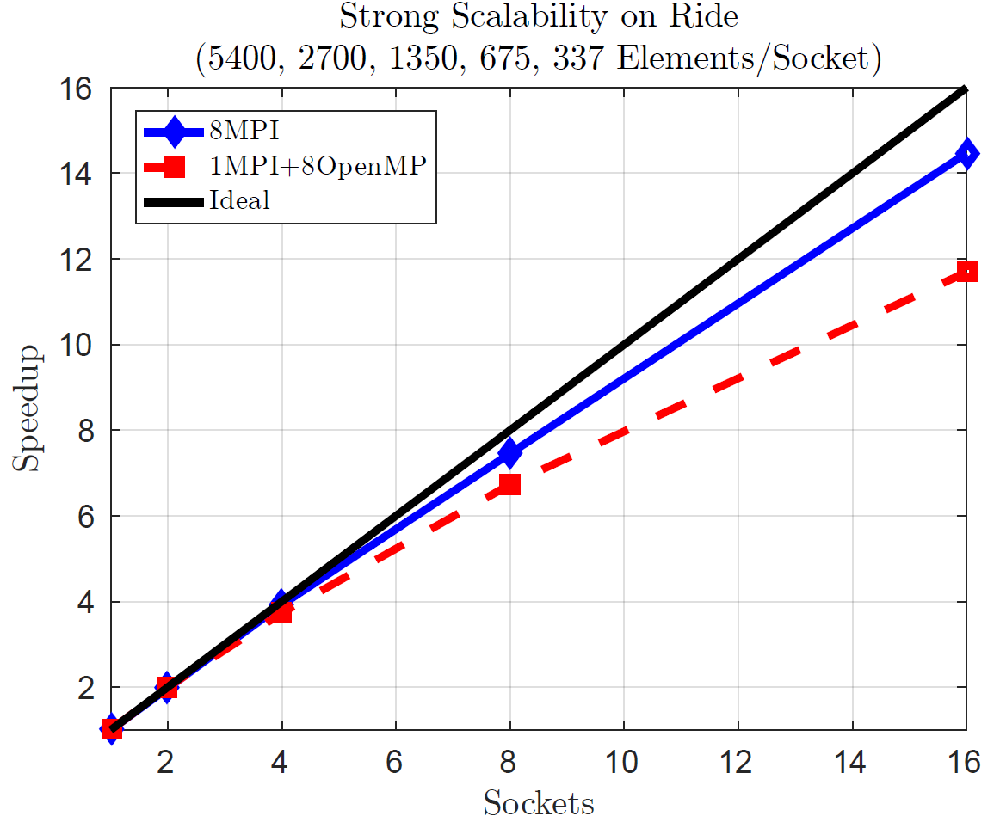 Strong Scalability on Ride
(5400, 2700, 1350, 675, 337 Elements/Socket)
16
14
12
10
8
6
4
2
Speedup
8MPI
1MPI+8OpenMP
Ideal
2 4 6 8 10 12 14 16
Sockets